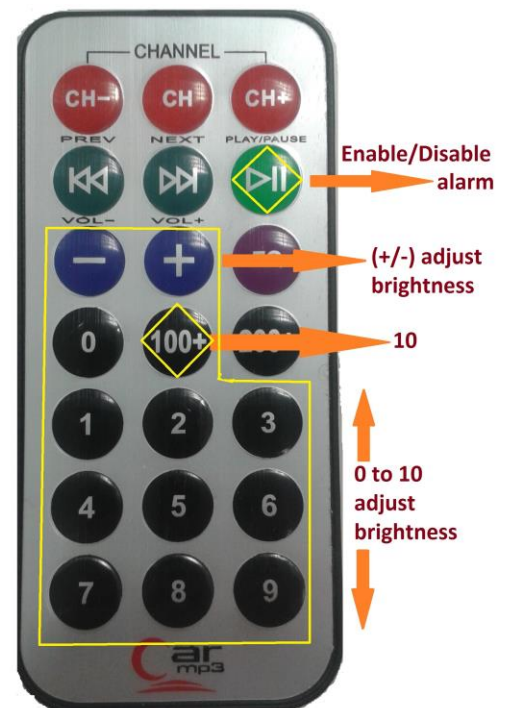 CHANNEL
CH− CH CH+
PREV NEXT PLAY/PAUSE
Enable/Disable
alarm
VOL− VOL+
− +
(+/-) adjust
brightness
0 100+
10
1 2 3
4 5 6
7 8 9
0 to 10
adjust
brightness
Car
mp3